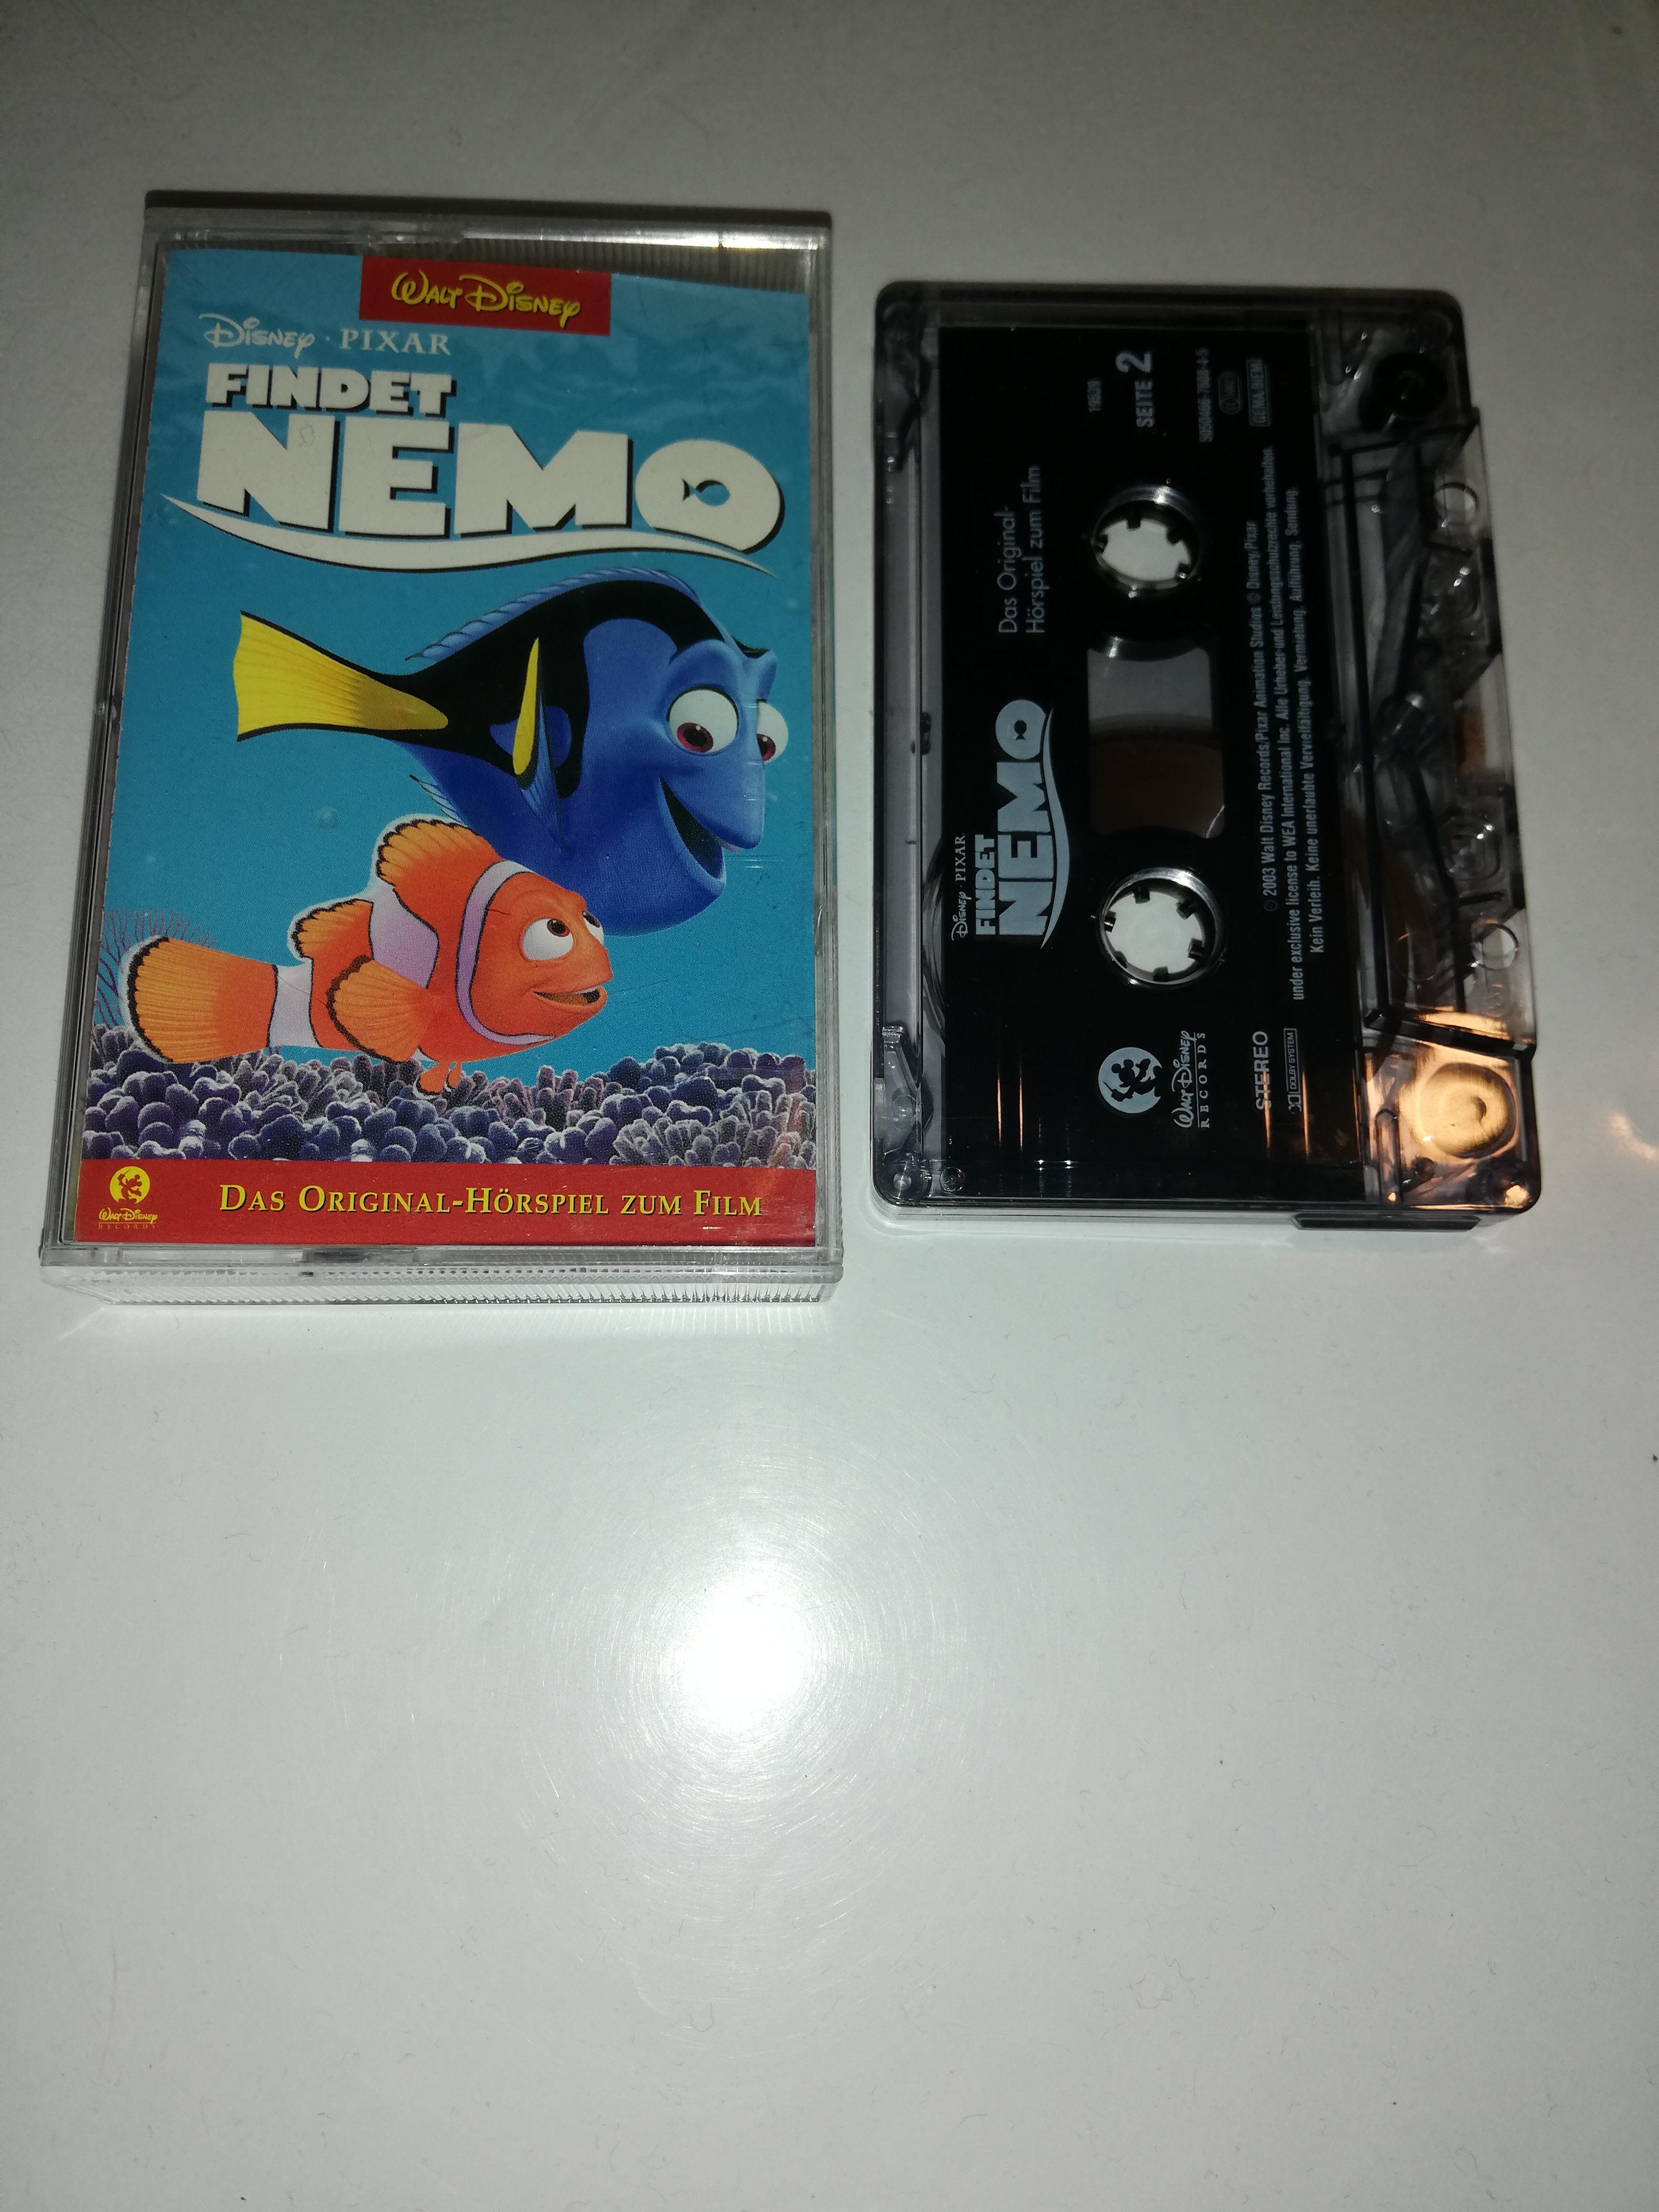 WALT DISNEY
DISNEY · PIXAR
FINDET
NEMO
WALT DISNEY
RECORDS
DAS ORIGINAL-HÖRSPIEL ZUM FILM
DISNEY · PIXAR
FINDET
NEMO
Das Original-
Hörspiel zum Film
19839
SEITE 2
GEMA/BIEM
WALT DISNEY
RECORDS
STEREO
DOLBY SYSTEM
2003 Walt Disney Records/Pixar Animation Studios © Disney/Pixar
under exclusive license to WEA International Inc. Alle Urheber- und Leistungsschutzrechte vorbehalten.
Kein Verleih. Keine unerlaubte Vervielfältigung, Vermietung, Aufführung, Sendung.